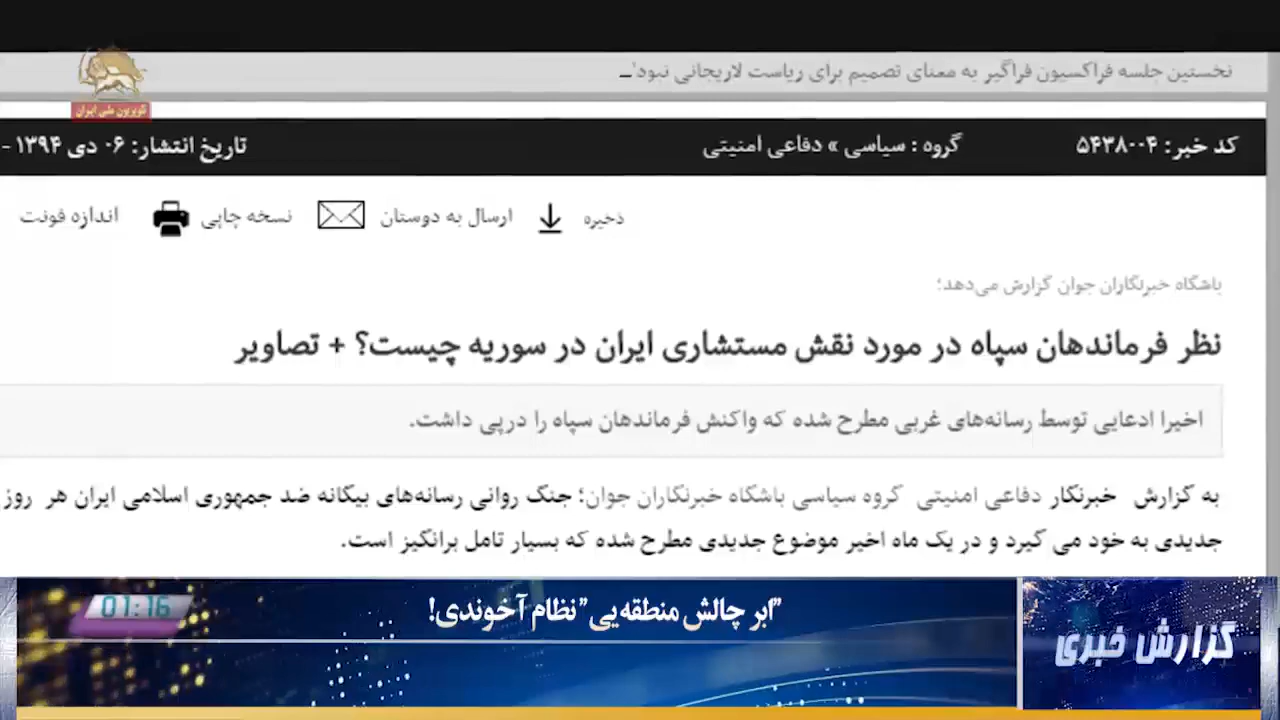 نخستین جلسه فراکسیون فراگیر به معنای تصمیم برای ریاست لاریجانی نبود'
تلویزیون ملی ایران
کد خبر: ۵۴۳۸۰۰۴ گروه : سیاسی » دفاعی امنیتی تاریخ انتشار: ۰۶ دی ۱۳۹۴ -
ذخیره ارسال به دوستان نسخه چاپی اندازه فونت
باشگاه خبرنگاران جوان گزارش می‌دهد؛
نظر فرماندهان سپاه در مورد نقش مستشاری ایران در سوریه چیست؟ + تصاویر
اخیرا ادعایی توسط رسانه‌های غربی مطرح شده که واکنش فرماندهان سپاه را درپی داشت.
به گزارش خبرنگار دفاعی امنیتی گروه سیاسی باشگاه خبرنگاران جوان؛ جنگ روانی رسانه‌های بیگانه ضد جمهوری اسلامی ایران هر روز
جدیدی به خود می گیرد و در یک ماه اخیر موضوع جدیدی مطرح شده که بسیار تامل برانگیز است.
"ابر چالش منطقه‌یی" نظام آخوندی!
01:16
گزارش خبری